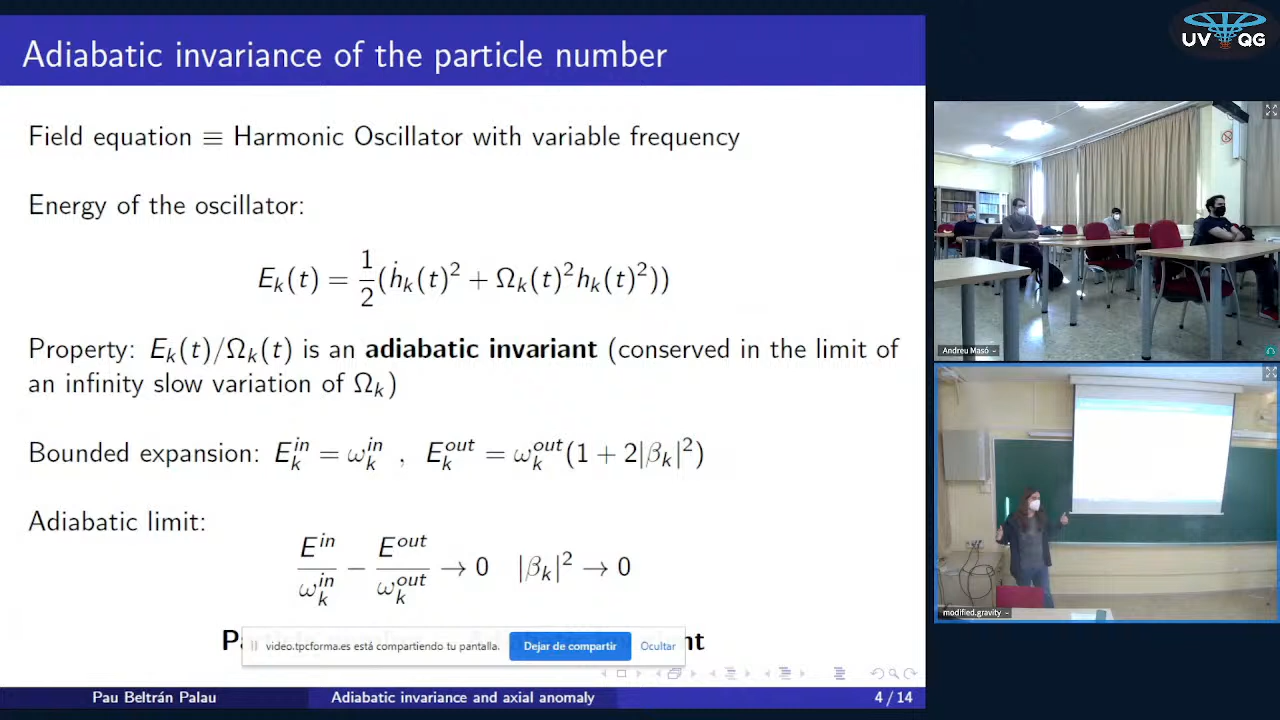 Adiabatic invariance of the particle number
Field equation ≡ Harmonic Oscillator with variable frequency
Energy of the oscillator:
E_k(t) = 1/2(ḣ_k(t)² + Ω_k(t)²h_k(t)²))
Property: E_k(t)/Ω_k(t) is an adiabatic invariant (conserved in the limit of
an infinity slow variation of Ω_k)
Bounded expansion: E_k^in = ω_k^in , E_k^out = ω_k^out(1 + 2|β_k|²)
Adiabatic limit:
E^in/ω_k^in − E^out/ω_k^out → 0 |β_k|² → 0
video.tpcforma.es está compartiendo tu pantalla. Dejar de compartir Ocultar
Pau Beltrán Palau Adiabatic invariance and axial anomaly 4 / 14
UV QG
Andreu Masó
modified.gravity